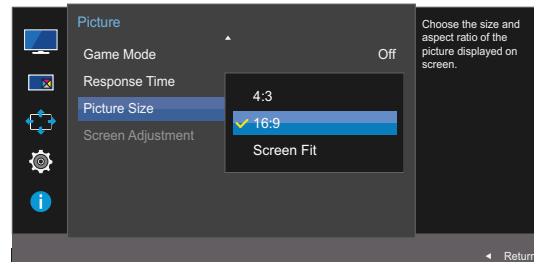 Picture
Game Mode Off
Response Time
Picture Size
Screen Adjustment
4:3
16:9
Screen Fit
Choose the size and
aspect ratio of the
picture displayed on
screen.
Return